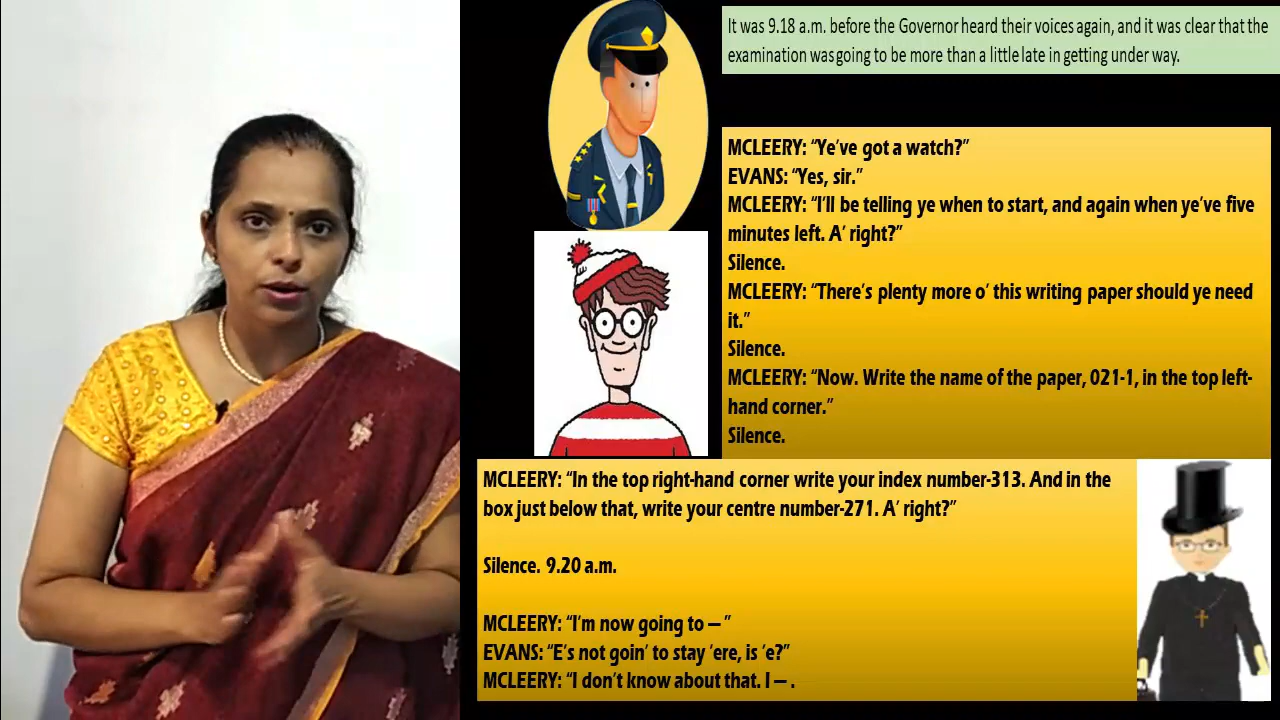 It was 9.18 a.m. before the Governor heard their voices again, and it was clear that the
examination was going to be more than a little late in getting under way.
MCLEERY: “Ye’ve got a watch?”
EVANS: “Yes, sir.”
MCLEERY: “I’ll be telling ye when to start, and again when ye’ve five
minutes left. A’ right?”
Silence.
MCLEERY: “There’s plenty more o’ this writing paper should ye need
it.”
Silence.
MCLEERY: “Now. Write the name of the paper, 021-1, in the top left-
hand corner.”
Silence.
MCLEERY: “In the top right-hand corner write your index number-313. And in the
box just below that, write your centre number-271. A’ right?”
Silence. 9.20 a.m.
MCLEERY: “I’m now going to – ”
EVANS: “E’s not goin’ to stay ’ere, is ’e?”
MCLEERY: “I don’t know about that. I – .